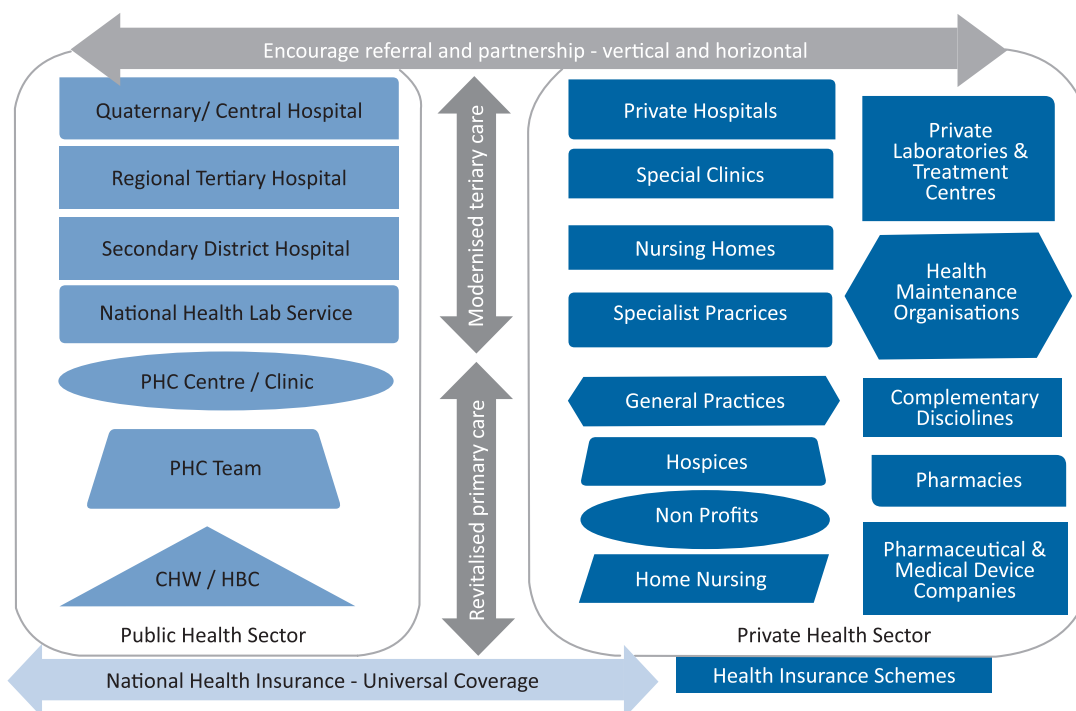 Encourage referral and partnership - vertical and horizontal
Quaternary/ Central Hospital
Regional Tertiary Hospital
Secondary District Hospital
National Health Lab Service
PHC Centre / Clinic
PHC Team
CHW / HBC
Public Health Sector
Modernised teriary care
Revitalised primary care
Private Hospitals
Special Clinics
Nursing Homes
Specialist Pracrices
General Practices
Hospices
Non Profits
Home Nursing
Private
Laboratories &
Treatment
Centres
Health
Maintenance
Organisations
Complementary
Disciolines
Pharmacies
Pharmaceutical &
Medical Device
Companies
Private Health Sector
National Health Insurance - Universal Coverage
Health Insurance Schemes